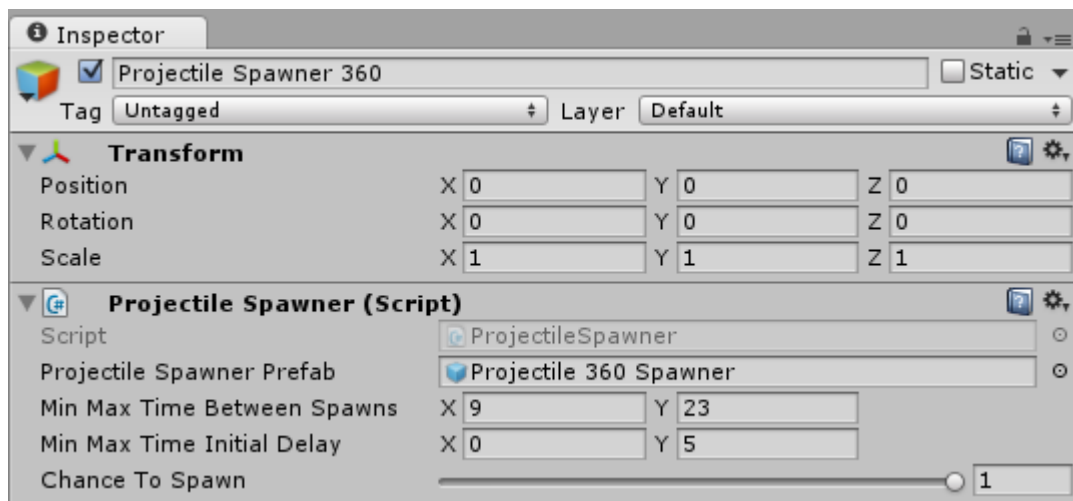 Inspector
Projectile Spawner 360 Static
Tag Untagged Layer Default
Transform
Position X 0 Y 0 Z 0
Rotation X 0 Y 0 Z 0
Scale X 1 Y 1 Z 1
C# Projectile Spawner (Script)
Script ProjectileSpawner
Projectile Spawner Prefab Projectile 360 Spawner
Min Max Time Between Spawns X 9 Y 23
Min Max Time Initial Delay X 0 Y 5
Chance To Spawn 1